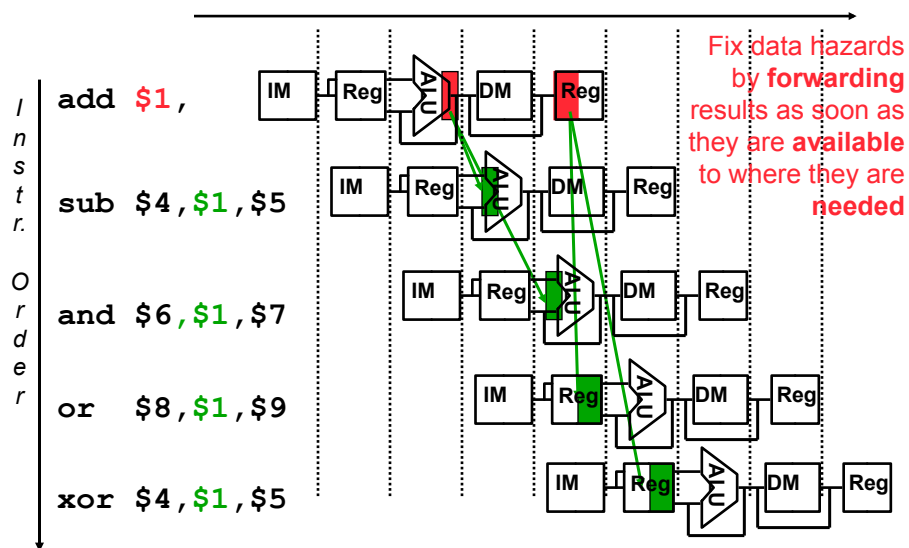 Fix data hazards
by forwarding
results as soon as
they are available
to where they are
needed
Instr. Order
add $1,
IM Reg ALU DM Reg
sub $4,$1,$5
IM Reg ALU DM Reg
and $6,$1,$7
IM Reg ALU DM Reg
or $8,$1,$9
IM Reg ALU DM Reg
xor $4,$1,$5
IM Reg ALU DM Reg